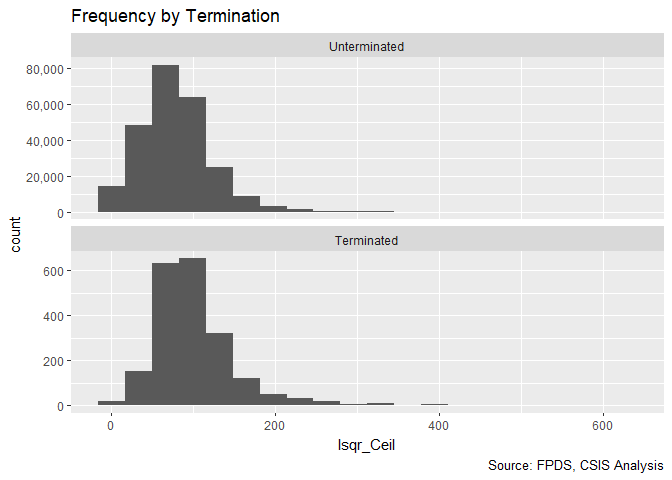 Frequency by Termination
Unterminated
80,000
60,000
40,000
20,000
0
Terminated
600
400
200
0
count
0 200 400 600
lsqr_Ceil
Source: FPDS, CSIS Analysis